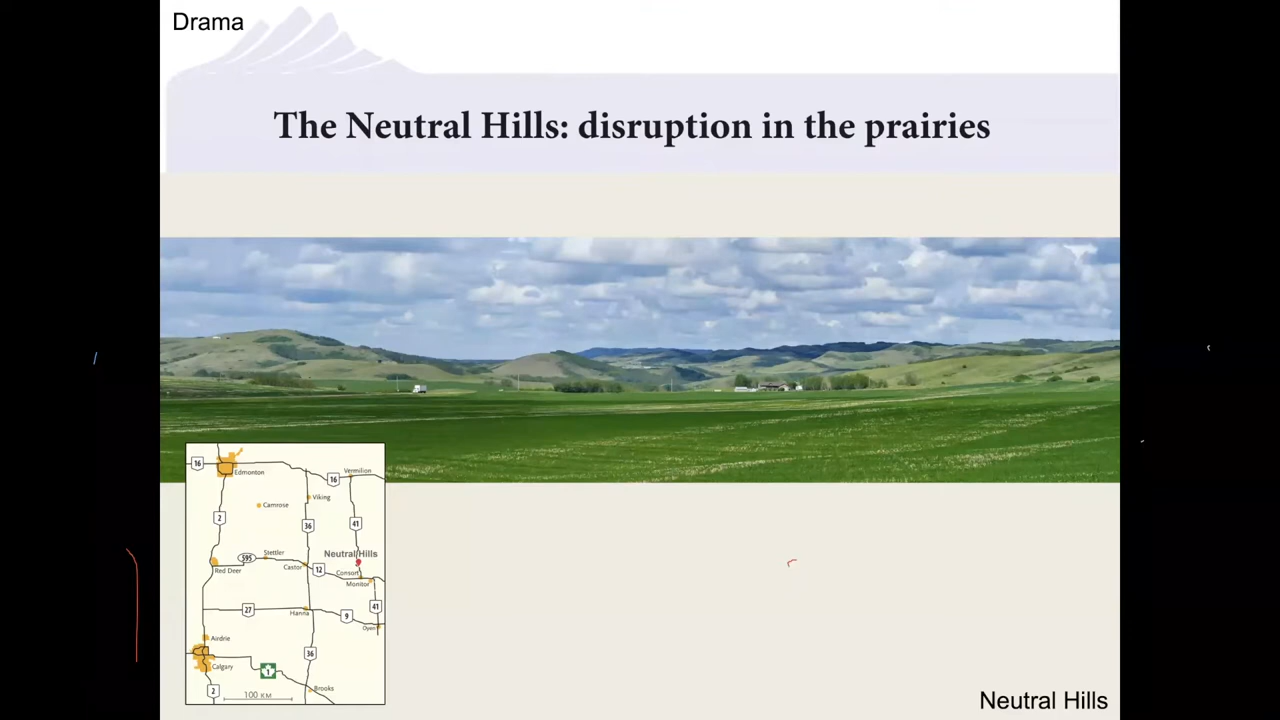 Drama
The Neutral Hills: disruption in the prairies
16
Edmonton
16
Vermilion
Viking
Camrose
2
36
41
Neutral Hills
Stettler
595
Red Deer
Castor
12
Consort
Monitor
27
Hanna
9
41
Oyen
Airdrie
36
Calgary
1
2
100 KM
Brooks
Neutral Hills